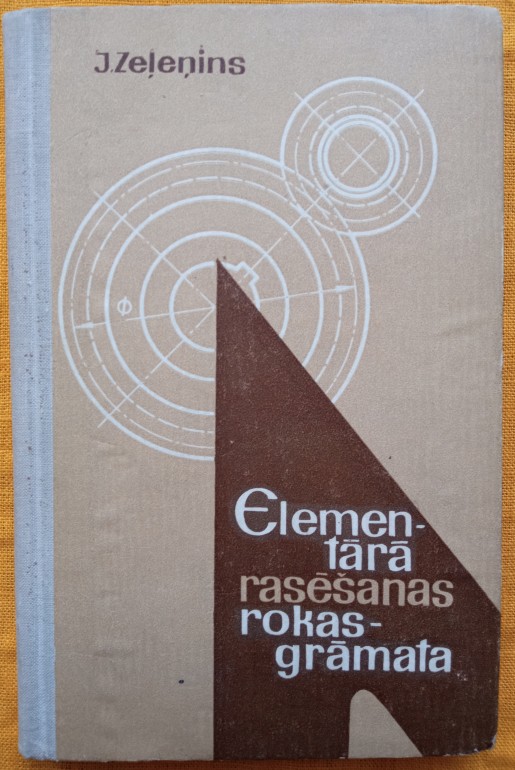 J.Zeļeņins
φ
Elemen-
tārā
rasēšanas
rokas-
grāmata